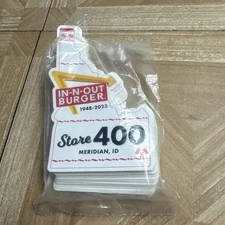 IN-N-OUT
BURGER
1948-2023
Store 400
MERIDIAN, ID